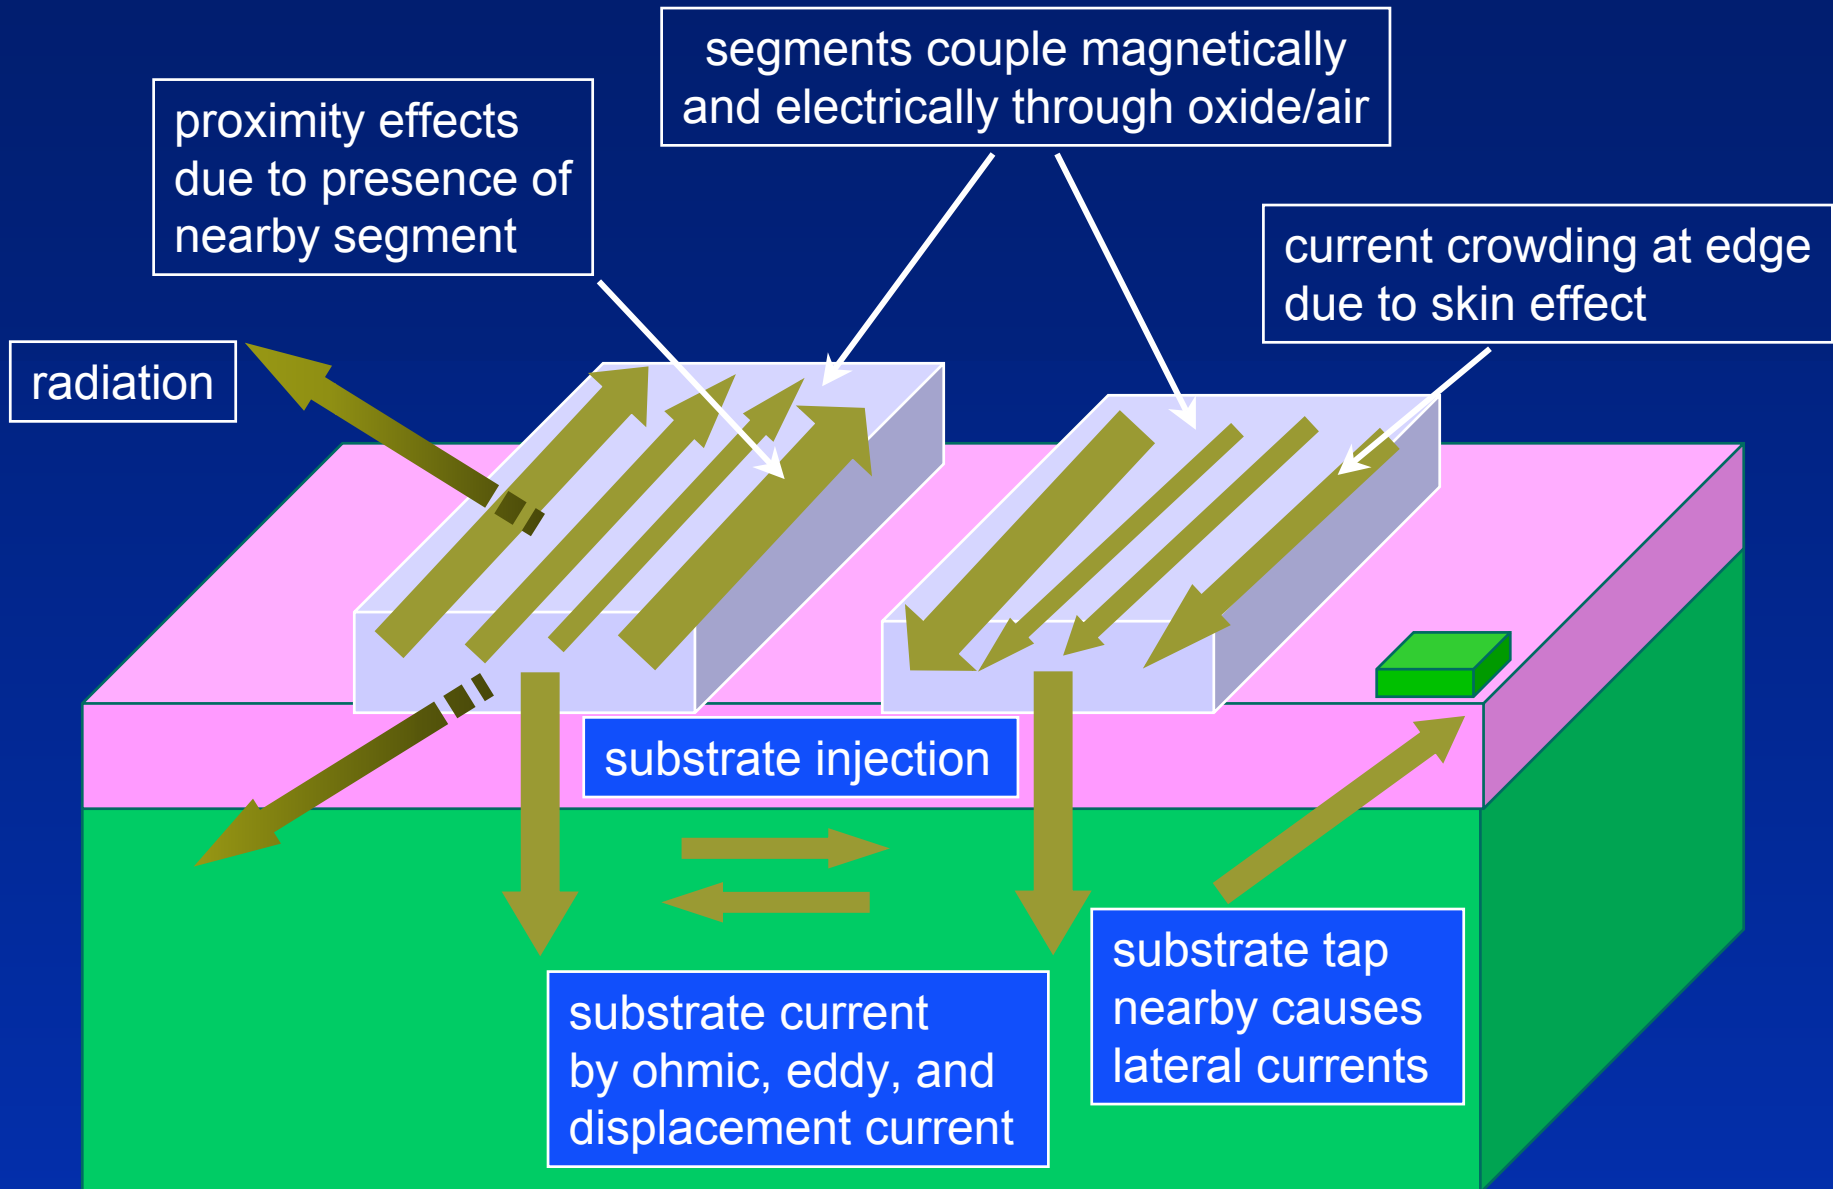 segments couple magnetically
and electrically through oxide/air
proximity effects
due to presence of
nearby segment
current crowding at edge
due to skin effect
radiation
substrate injection
substrate current
by ohmic, eddy, and
displacement current
substrate tap
nearby causes
lateral currents